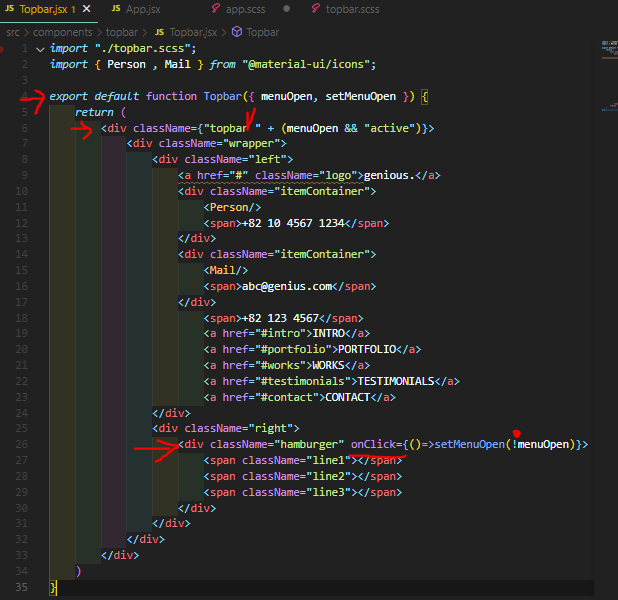 Topbar.jsx 1 ✕ App.jsx app.scss ● topbar.scss
src > components > topbar > Topbar.jsx > Topbar
1 import "./topbar.scss";
2 import { Person , Mail } from "@material-ui/icons";
3
4 export default function Topbar({ menuOpen, setMenuOpen }) {
5 return (
6 <div className={"topbar " + (menuOpen && "active")}>
7 <div className="wrapper">
8 <div className="left">
9 <a href="#" className="logo">genious.</a>
10 <div className="itemContainer">
11 <Person/>
12 <span>+82 10 4567 1234</span>
13 </div>
14 <div className="itemContainer">
15 <Mail/>
16 <span>abc@genius.com</span>
17 </div>
18 <span>+82 123 4567</span>
19 <a href="#intro">INTRO</a>
20 <a href="#portfolio">PORTFOLIO</a>
21 <a href="#works">WORKS</a>
22 <a href="#testimonials">TESTIMONIALS</a>
23 <a href="#contact">CONTACT</a>
24 </div>
25 <div className="right">
26 <div className="hamburger" onClick={()=>setMenuOpen(!menuOpen)}>
27 <span className="line1"></span>
28 <span className="line2"></span>
29 <span className="line3"></span>
30 </div>
31 </div>
32 </div>
33 </div>
34 )
35 }